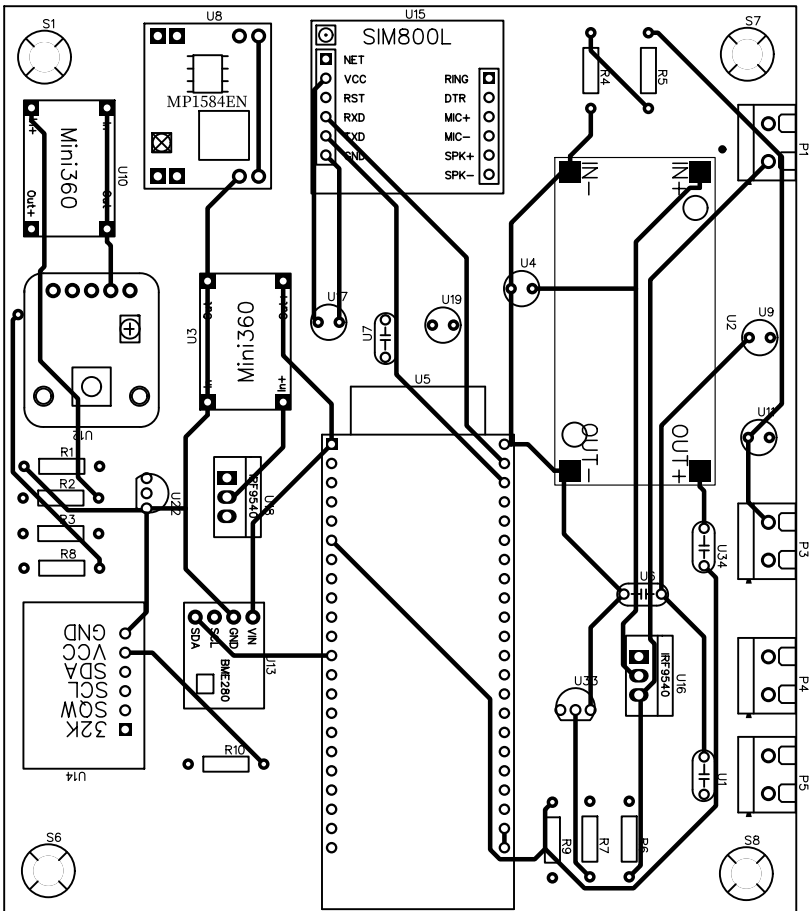 S1
U8
MP1584EN
U15
SIM800L
NET
VCC
RST
RXD
TXD
GND
RING
DTR
MIC+
MIC-
SPK+
SPK-
R4
R5
S7
P1
Mini360
Out+
U10
IN-
IN+
U4
U3
Mini360
In+
U17
U7
U19
U9
U2
U5
U12
U11
OUT-
OUT+
R1
R2
R3
R8
U22
IRF9540
U18
U34
P3
U6
GND
VCC
SDA
SCL
SQW
32K
U14
SDA
SCL
GND
VIN
BME280
U13
U33
IRF9540
U16
P4
R10
U1
P5
S6
R9
R7
R6
S8